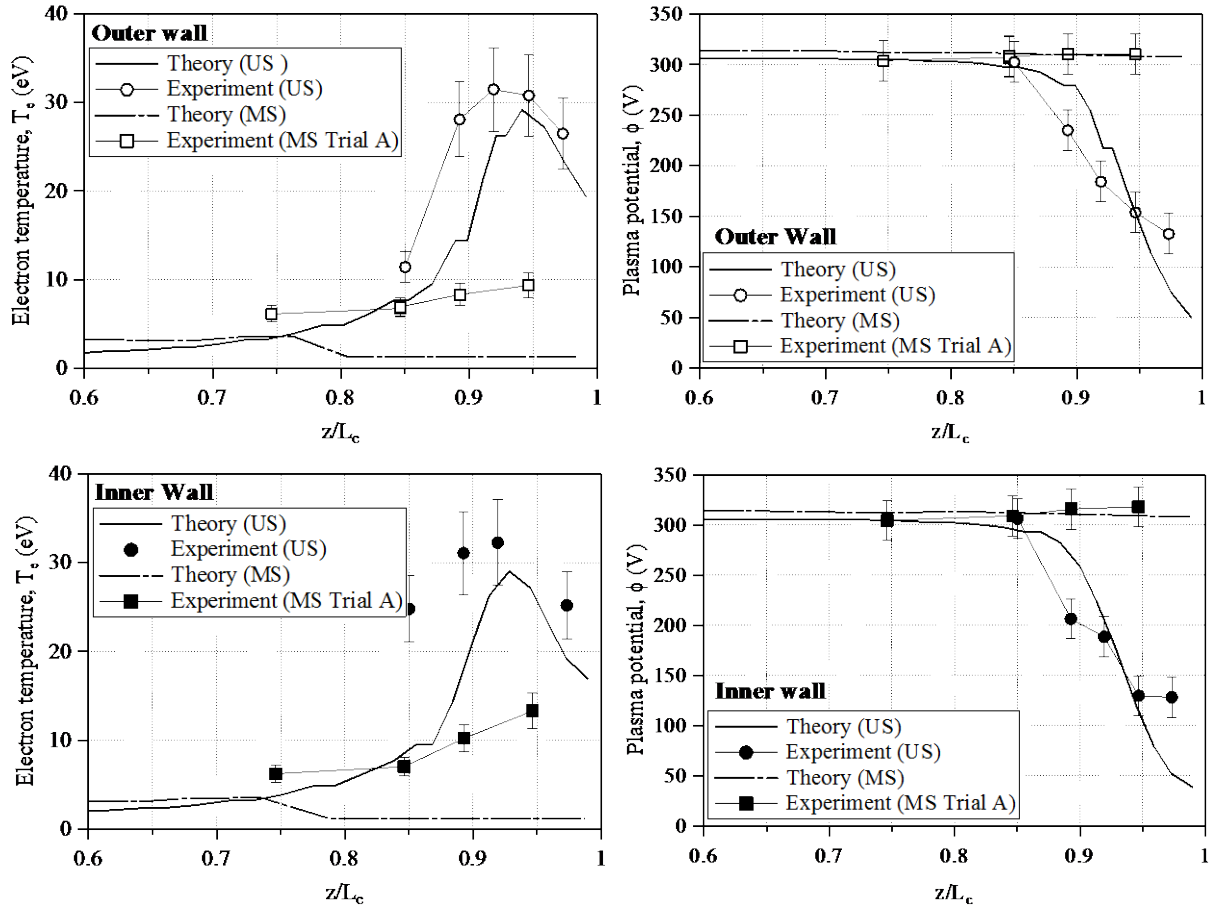 40
30
20
10
0
Electron temperature, Tₑ (eV)
Outer wall
Theory (US )
Experiment (US)
Theory (MS)
Experiment (MS Trial A)
0.6 0.7 0.8 0.9 1
z/L_c
350
300
250
200
150
100
50
0
Plasma potential, ϕ (V)
Outer Wall
Theory (US)
Experiment (US)
Theory (MS)
Experiment (MS Trial A)
0.6 0.7 0.8 0.9 1
z/L_c
40
30
20
10
0
Electron temperature, Tₑ (eV)
Inner Wall
Theory (US)
Experiment (US)
Theory (MS)
Experiment (MS Trial A)
0.6 0.7 0.8 0.9 1
z/L_c
350
300
250
200
150
100
50
0
Plasma potential, ϕ (V)
Inner wall
Theory (US)
Experiment (US)
Theory (MS)
Experiment (MS Trial A)
0.6 0.7 0.8 0.9 1
z/L_c